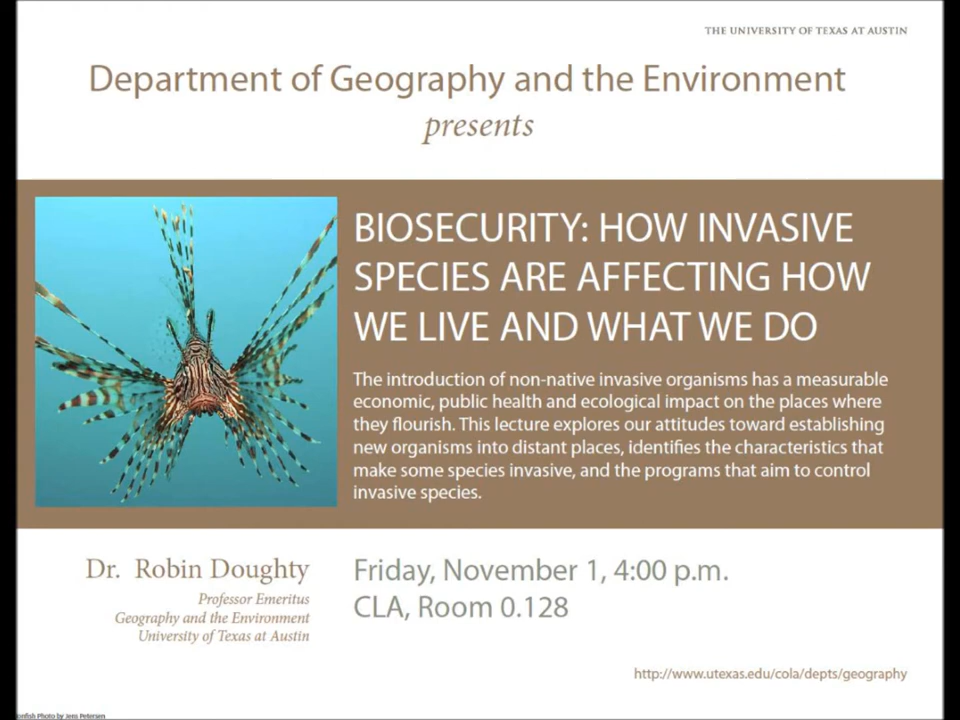 THE UNIVERSITY OF TEXAS AT AUSTIN
Department of Geography and the Environment
presents
BIOSECURITY: HOW INVASIVE
SPECIES ARE AFFECTING HOW
WE LIVE AND WHAT WE DO
The introduction of non-native invasive organisms has a measurable
economic, public health and ecological impact on the places where
they flourish. This lecture explores our attitudes toward establishing
new organisms into distant places, identifies the characteristics that
make some species invasive, and the programs that aim to control
invasive species.
Dr. Robin Doughty
Professor Emeritus
Geography and the Environment
University of Texas at Austin
Friday, November 1, 4:00 p.m.
CLA, Room 0.128
http://www.utexas.edu/cola/depts/geography
onfish Photo by Jens Petersen